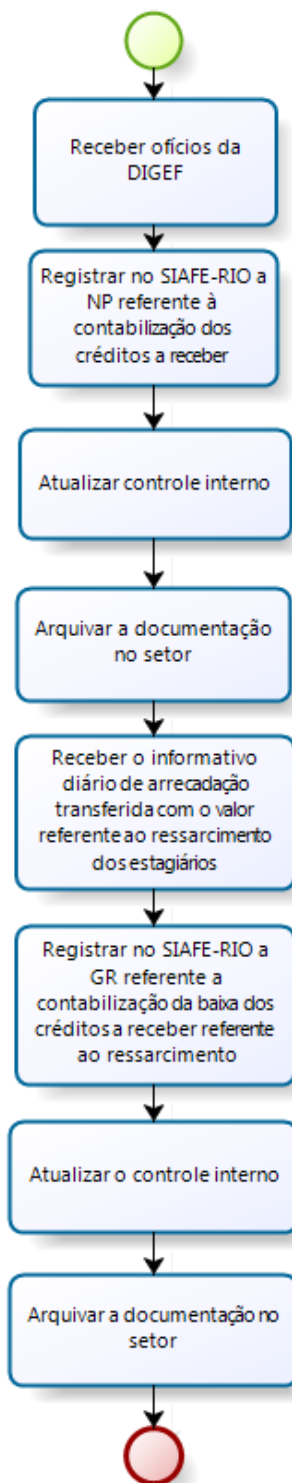 Receber ofícios da
DIGEF
Registrar no SIAFE-RIO a
NP referente à
contabilização dos
créditos a receber
Atualizar controle interno
Arquivar a documentação
no setor
Receber o informativo
diário de arrecadação
transferida com o valor
referente ao ressarcimento
dos estagiários
Registrar no SIAFE-RIO a
GR referente a
contabilização da baixa dos
créditos a receber referente
ao ressarcimento
Atualizar o controle interno
Arquivar a documentação no
setor